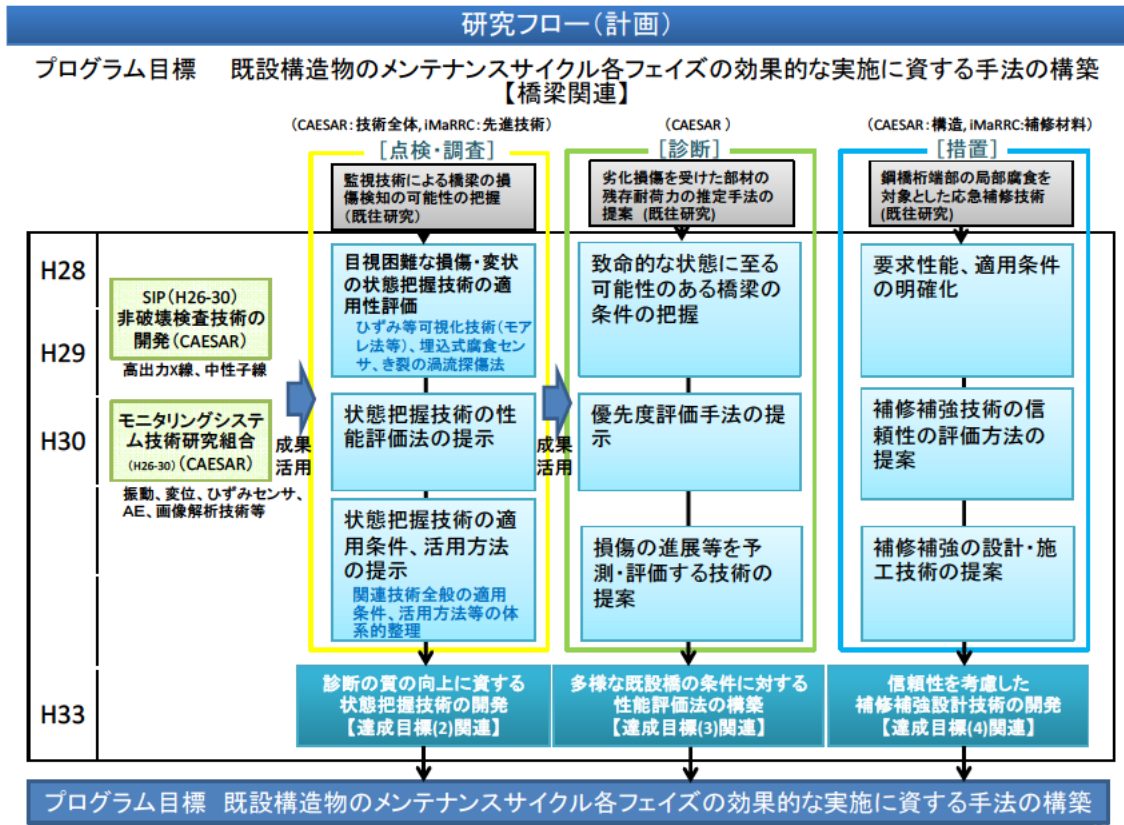 研究フロー(計画)
プログラム目標　既設構造物のメンテナンスサイクル各フェイズの効果的な実施に資する手法の構築
【橋梁関連】
(CAESAR:技術全体,iMaRRC:先進技術)
[点検・調査]
監視技術による橋梁の損
傷検知の可能性の把握
(既往研究)
(CAESAR)
[診断]
劣化損傷を受けた部材の
残存耐荷力の推定手法の
提案 (既往研究)
(CAESAR:構造,iMaRRC:補修材料)
[措置]
鋼橋桁端部の局部腐食を
対象とした応急補修技術
(既往研究)
H28
H29
H30
H33
SIP(H26-30)
非破壊検査技術の
開発(CAESAR)
高出力X線、中性子線
モニタリングシステ
ム技術研究組合
(H26-30)(CAESAR)
振動、変位、ひずみセンサ、
AE、画像解析技術等
成果
活用
目視困難な損傷・変状
の状態把握技術の適
用性評価
ひずみ等可視化技術(モア
レ法等)、埋込式腐食セン
サ、き裂の渦流探傷法
状態把握技術の性
能評価法の提示
状態把握技術の適
用条件、活用方法
の提示
関連技術全般の適用
条件、活用方法等の体
系的整理
成果
活用
致命的な状態に至る
可能性のある橋梁の
条件の把握
優先度評価手法の提
示
損傷の進展等を予
測・評価する技術の
提案
要求性能、適用条件
の明確化
補修補強技術の信
頼性の評価方法の
提案
補修補強の設計・施
工技術の提案
診断の質の向上に資する
状態把握技術の開発
【達成目標(2)関連】
多様な既設橋の条件に対する
性能評価法の構築
【達成目標(3)関連】
信頼性を考慮した
補修補強設計技術の開発
【達成目標(4)関連】
プログラム目標　既設構造物のメンテナンスサイクル各フェイズの効果的な実施に資する手法の構築